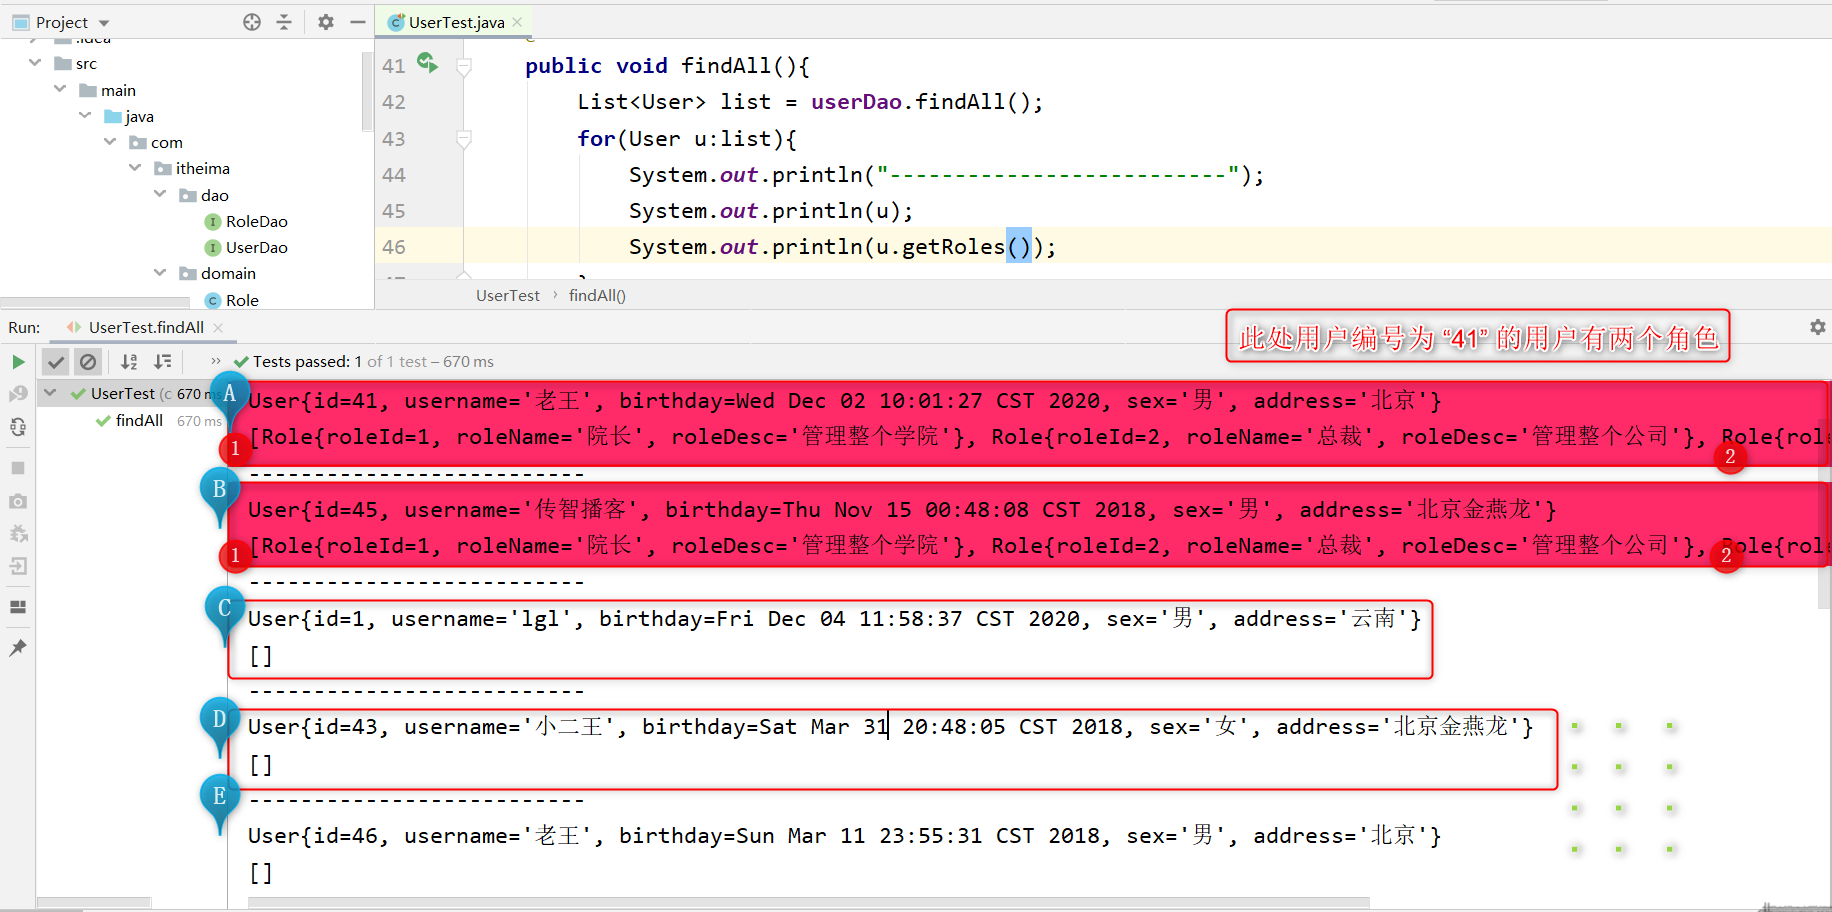 Project
UserTest.java
.idea
src
main
java
com
itheima
dao
RoleDao
UserDao
domain
Role
41 public void findAll(){
42 List<User> list = userDao.findAll();
43 for(User u:list){
44 System.out.println("--------------------------");
45 System.out.println(u);
46 System.out.println(u.getRoles());
UserTest › findAll()
Run: UserTest.findAll
此处用户编号为 “41” 的用户有两个角色
» Tests passed: 1 of 1 test – 670 ms
UserTest (c 670 ms
findAll 670 ms
A
User{id=41, username='老王', birthday=Wed Dec 02 10:01:27 CST 2020, sex='男', address='北京'}
1 [Role{roleId=1, roleName='院长', roleDesc='管理整个学院'}, Role{roleId=2, roleName='总裁', roleDesc='管理整个公司'}, Role{role
2
--------------------------
B
User{id=45, username='传智播客', birthday=Thu Nov 15 00:48:08 CST 2018, sex='男', address='北京金燕龙'}
1 [Role{roleId=1, roleName='院长', roleDesc='管理整个学院'}, Role{roleId=2, roleName='总裁', roleDesc='管理整个公司'}, Role{role
2
--------------------------
C
User{id=1, username='lgl', birthday=Fri Dec 04 11:58:37 CST 2020, sex='男', address='云南'}
[]
--------------------------
D
User{id=43, username='小二王', birthday=Sat Mar 31 20:48:05 CST 2018, sex='女', address='北京金燕龙'}
[]
E
--------------------------
User{id=46, username='老王', birthday=Sun Mar 11 23:55:31 CST 2018, sex='男', address='北京'}
[]